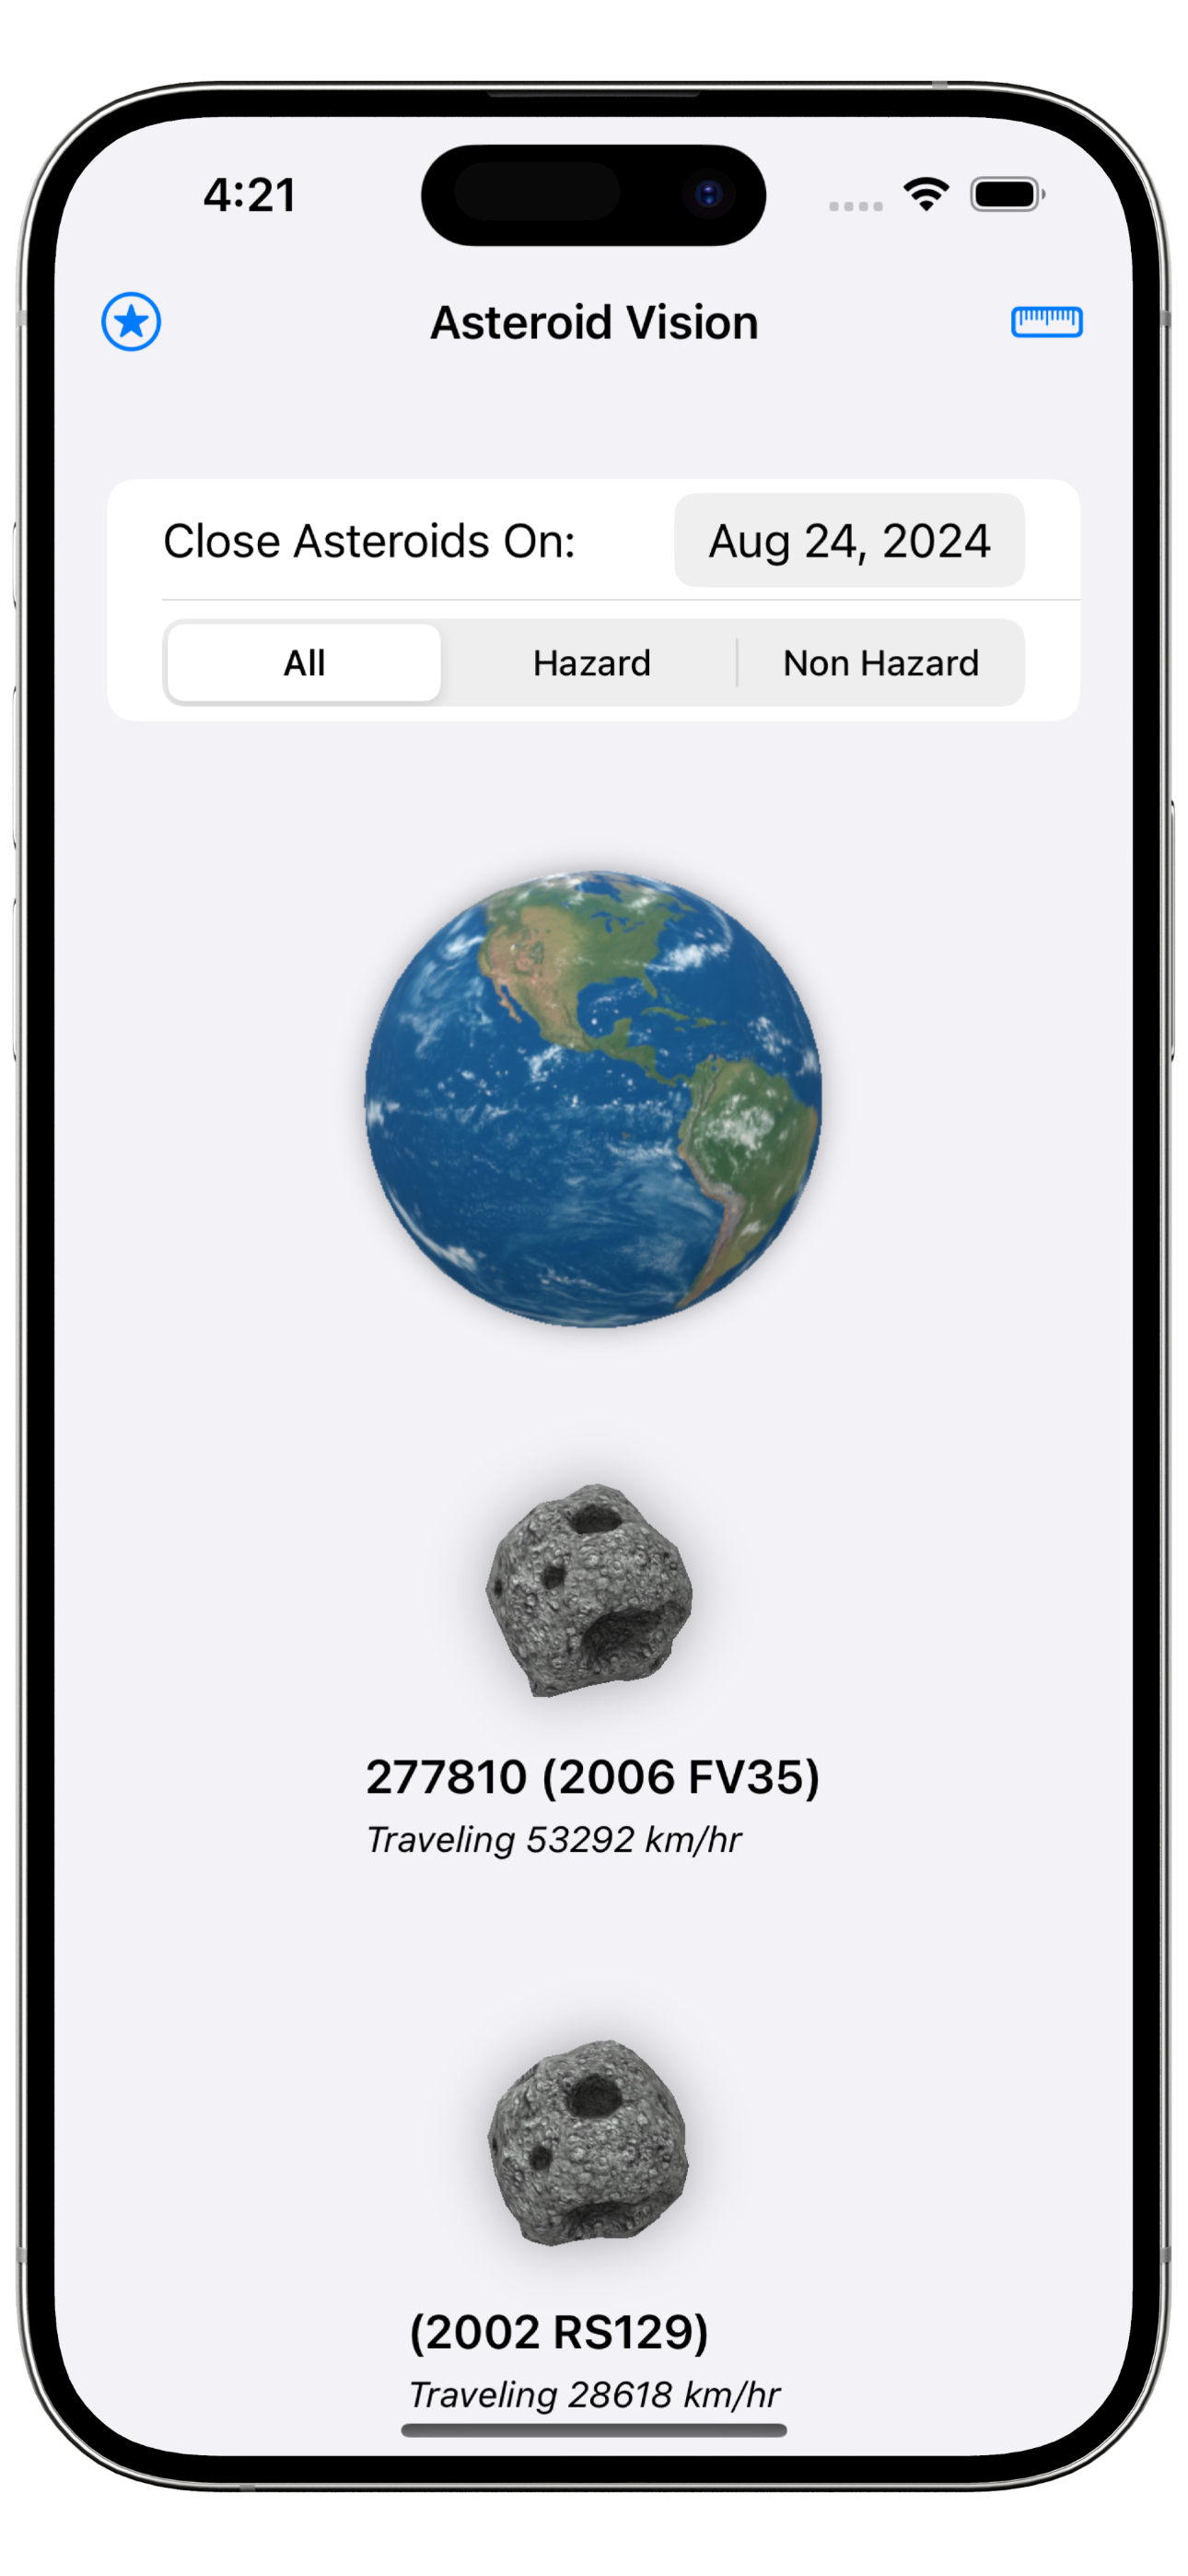 4:21
Asteroid Vision
Close Asteroids On: Aug 24, 2024
All Hazard Non Hazard
277810 (2006 FV35)
Traveling 53292 km/hr
(2002 RS129)
Traveling 28618 km/hr